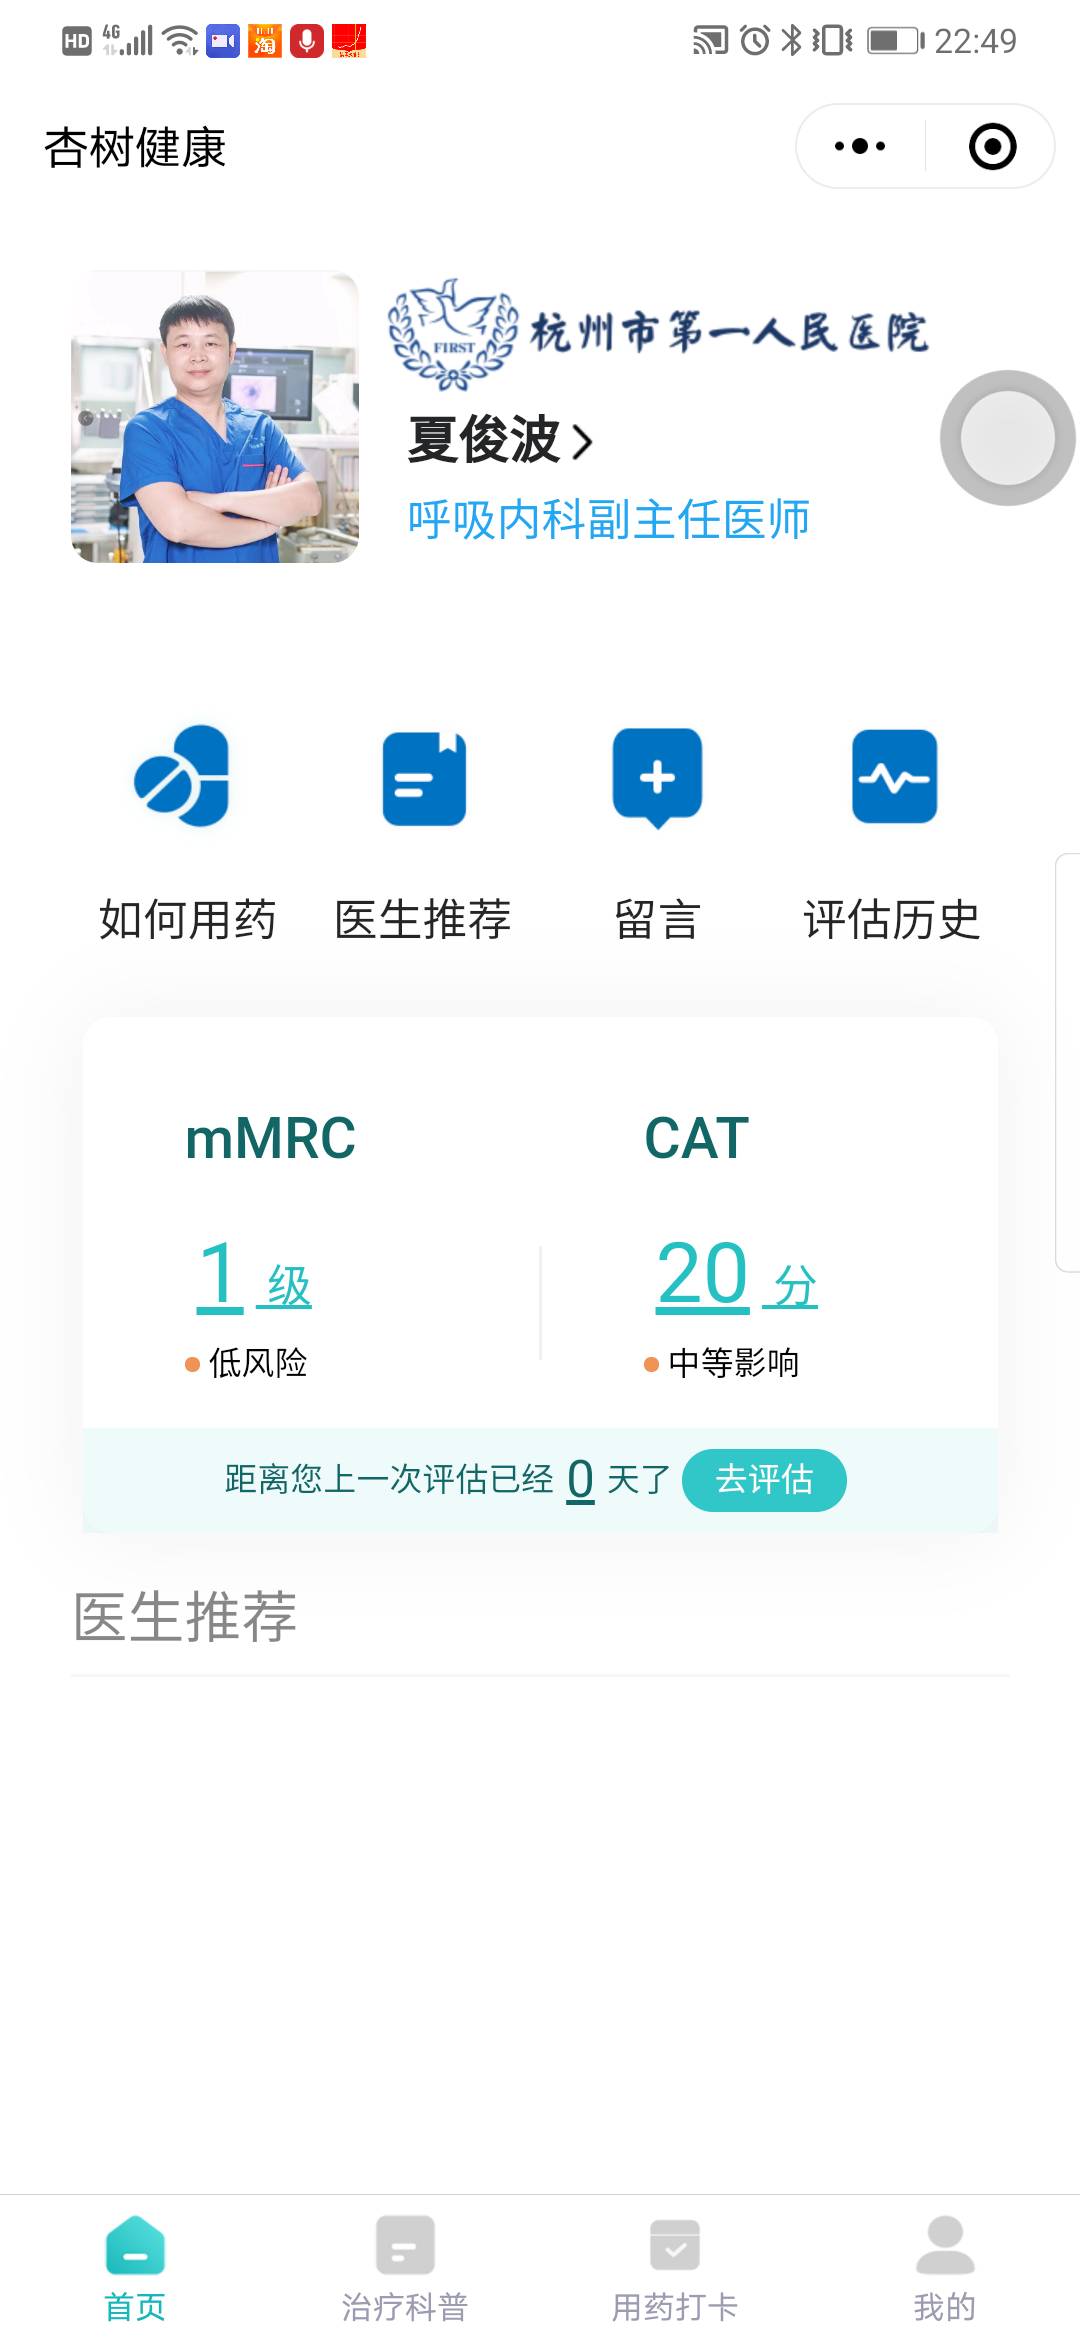 HD 4G 淘 22:49
杏树健康
FIRST 杭州市第一人民医院
夏俊波
呼吸内科副主任医师
如何用药 医生推荐 留言 评估历史
mMRC CAT
1 级 20 分
低风险 中等影响
距离您上一次评估已经 0 天了 去评估
医生推荐
首页 治疗科普 用药打卡 我的